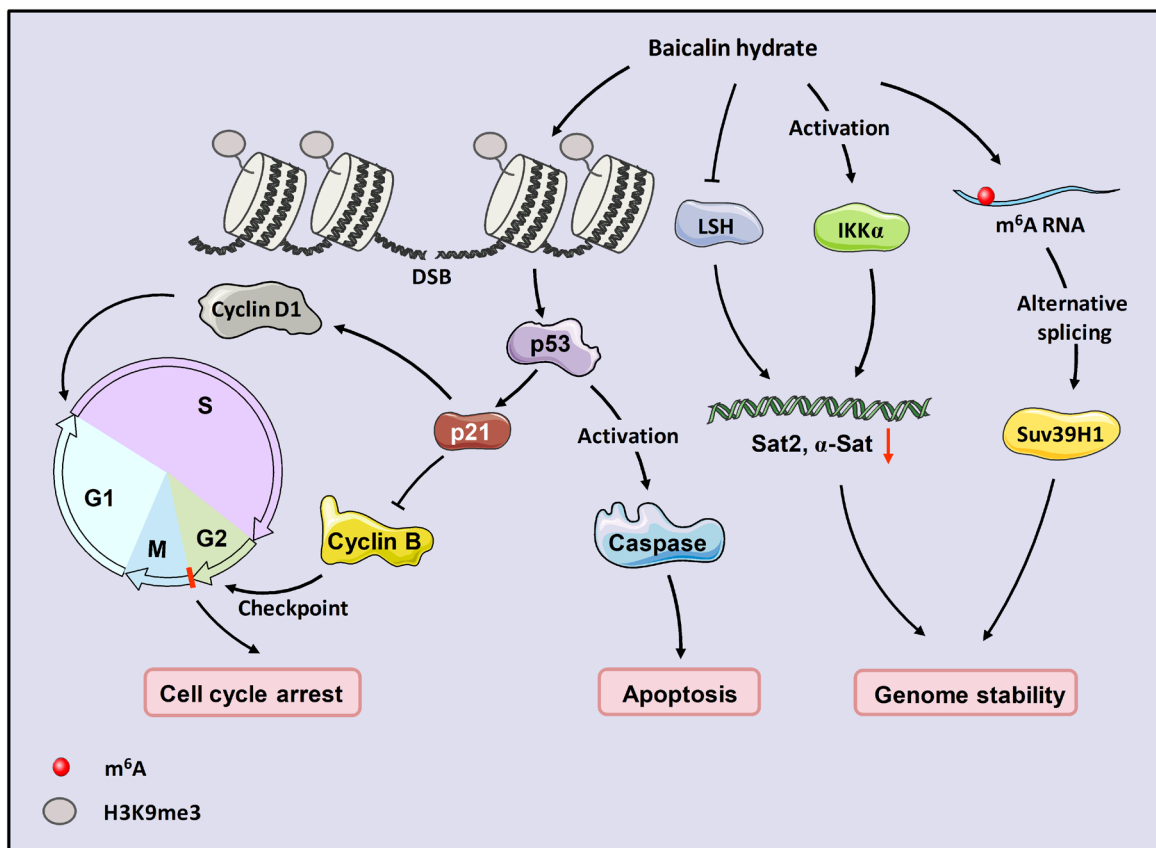 Baicalin hydrate
Activation
LSH
IKKα
m⁶A RNA
DSB
Cyclin D1
p53
Alternative
splicing
S
p21
Activation
Sat2, α-Sat
Suv39H1
G1
M
G2
Cyclin B
Caspase
Checkpoint
Cell cycle arrest
Apoptosis
Genome stability
m⁶A
H3K9me3